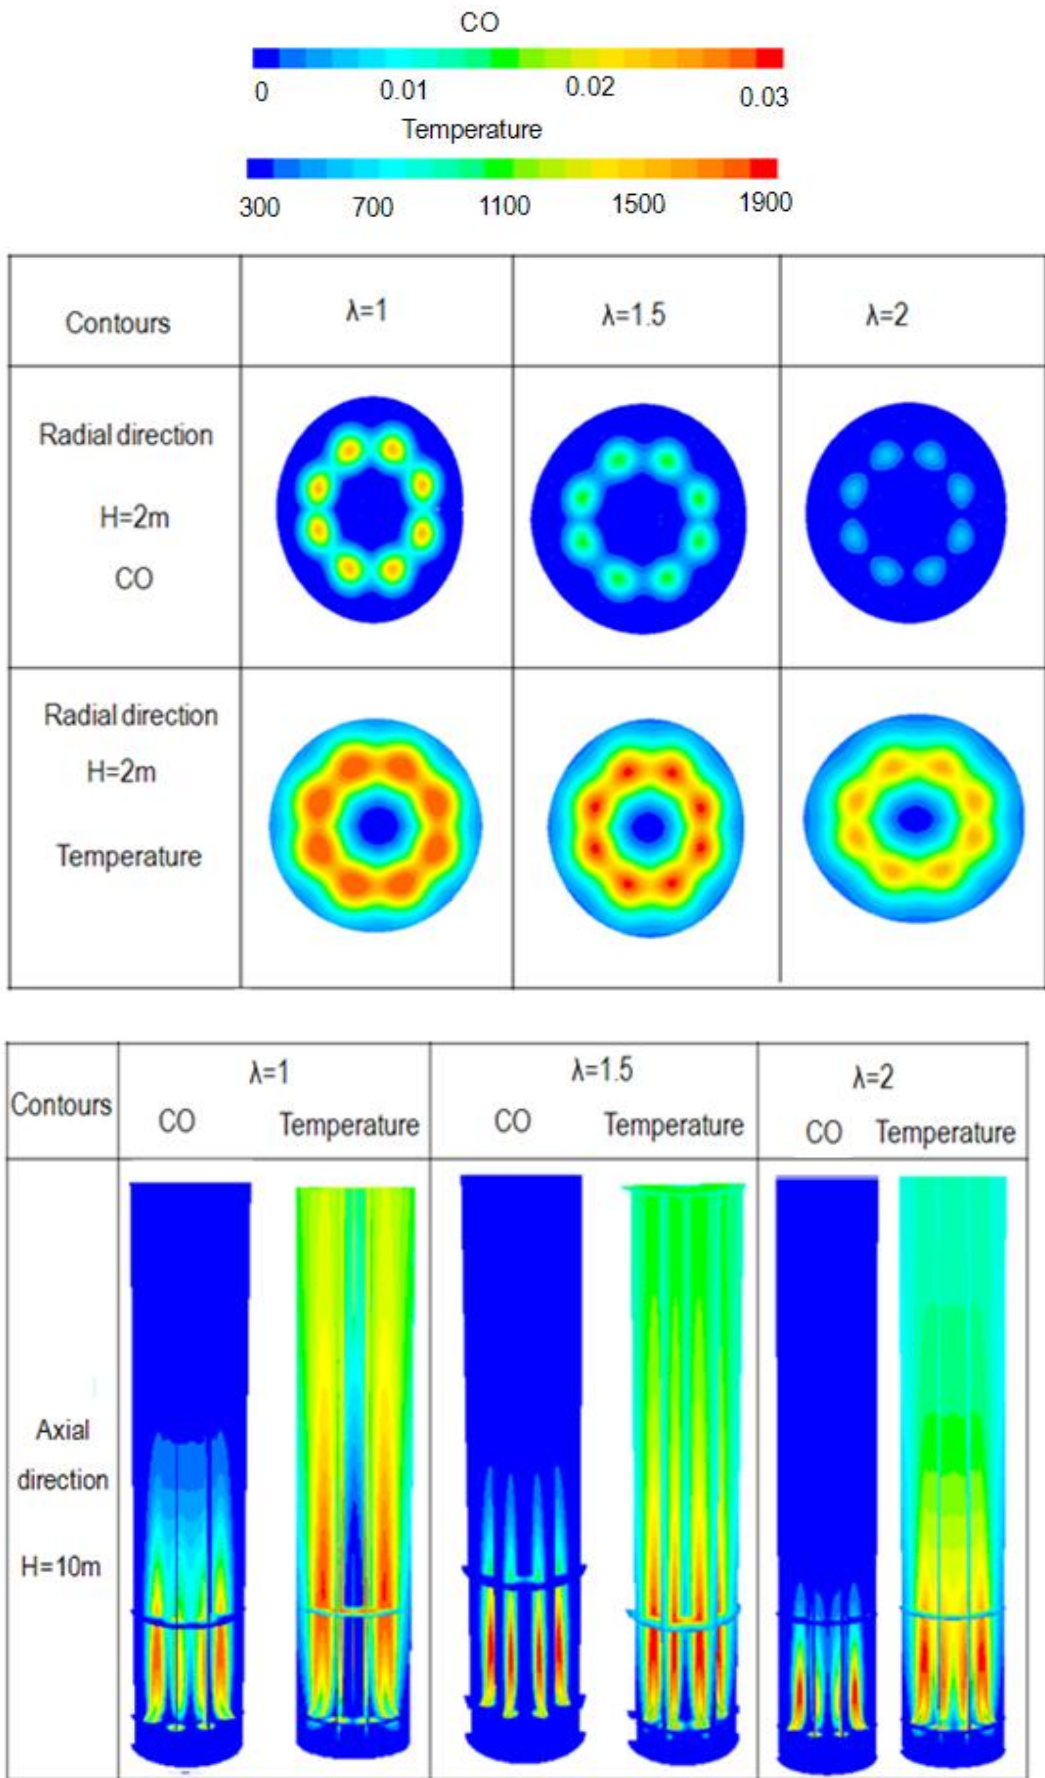 CO
0 0.01 0.02 0.03
Temperature
300 700 1100 1500 1900
Contours λ=1 λ=1.5 λ=2
Radial direction
H=2m
CO
Radial direction
H=2m
Temperature
Contours λ=1 λ=1.5 λ=2
CO Temperature CO Temperature CO Temperature
Axial
direction
H=10m